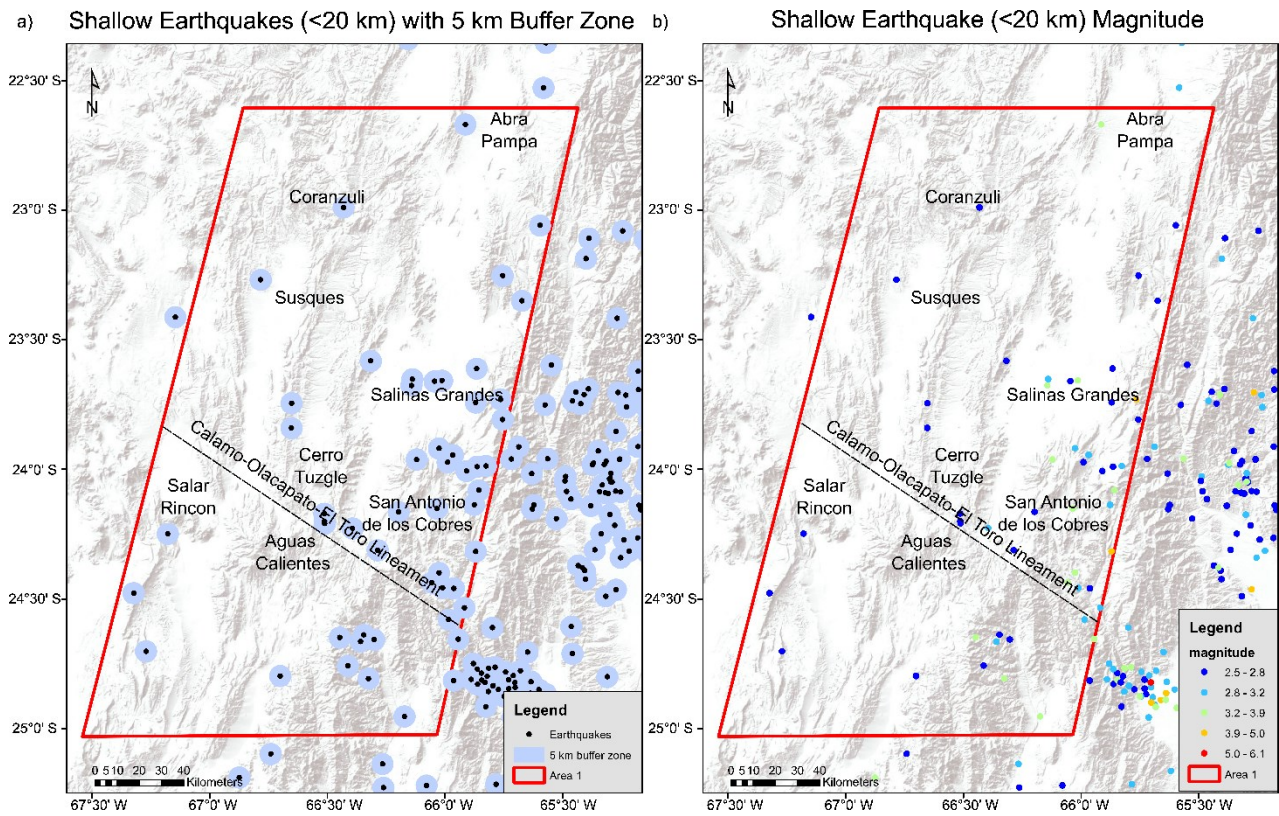 a) Shallow Earthquakes (<20 km) with 5 km Buffer Zone
22°30' S
23°0' S
23°30' S
24°0' S
24°30' S
25°0' S
N
Abra
Pampa
Coranzuli
Susques
Salinas Grandes
Calamo-Olacapato-El Toro Lineament
Cerro
Tuzgle
Salar
Rincon
San Antonio
de los Cobres
Aguas
Calientes
Legend
Earthquakes
5 km buffer zone
Area 1
0 5 10 20 30 40
Kilometers
67°30' W 67°0' W 66°30' W 66°0' W 65°30' W
b) Shallow Earthquake (<20 km) Magnitude
22°30' S
23°0' S
23°30' S
24°0' S
24°30' S
25°0' S
N
Abra
Pampa
Coranzuli
Susques
Salinas Grandes
Calamo-Olacapato-El Toro Lineament
Cerro
Tuzgle
Salar
Rincon
San Antonio
de los Cobres
Aguas
Calientes
Legend
magnitude
2.5 - 2.8
2.8 - 3.2
3.2 - 3.9
3.9 - 5.0
5.0 - 6.1
Area 1
0 5 10 20 30 40
Kilometers
67°30' W 67°0' W 66°30' W 66°0' W 65°30' W